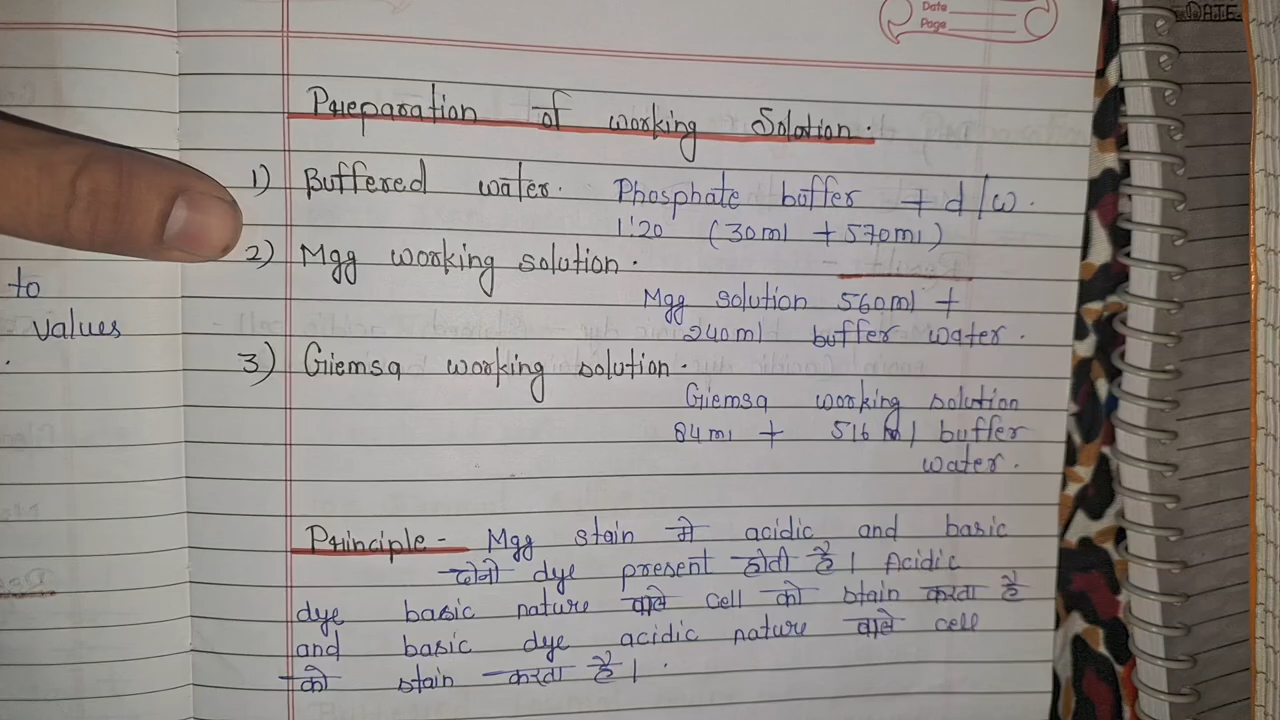 Date
Page
DATE
Preparation of working Solation.
1) Buffered water. Phosphate buffer + d/w.
1:20 (30ml + 570ml)
2) Mgg working solution.
Mgg solution 560ml +
240ml buffer water.
3) Giemsa working solution.
Giemsa working solution
84ml + 516 ml buffer
water.
Principle - Mgg stain मे acidic and basic
दोनो dye present होती है। Acidic
dye basic nature वाले cell को stain करता है
and basic dye acidic nature वाले cell
को stain करता है।
to
values